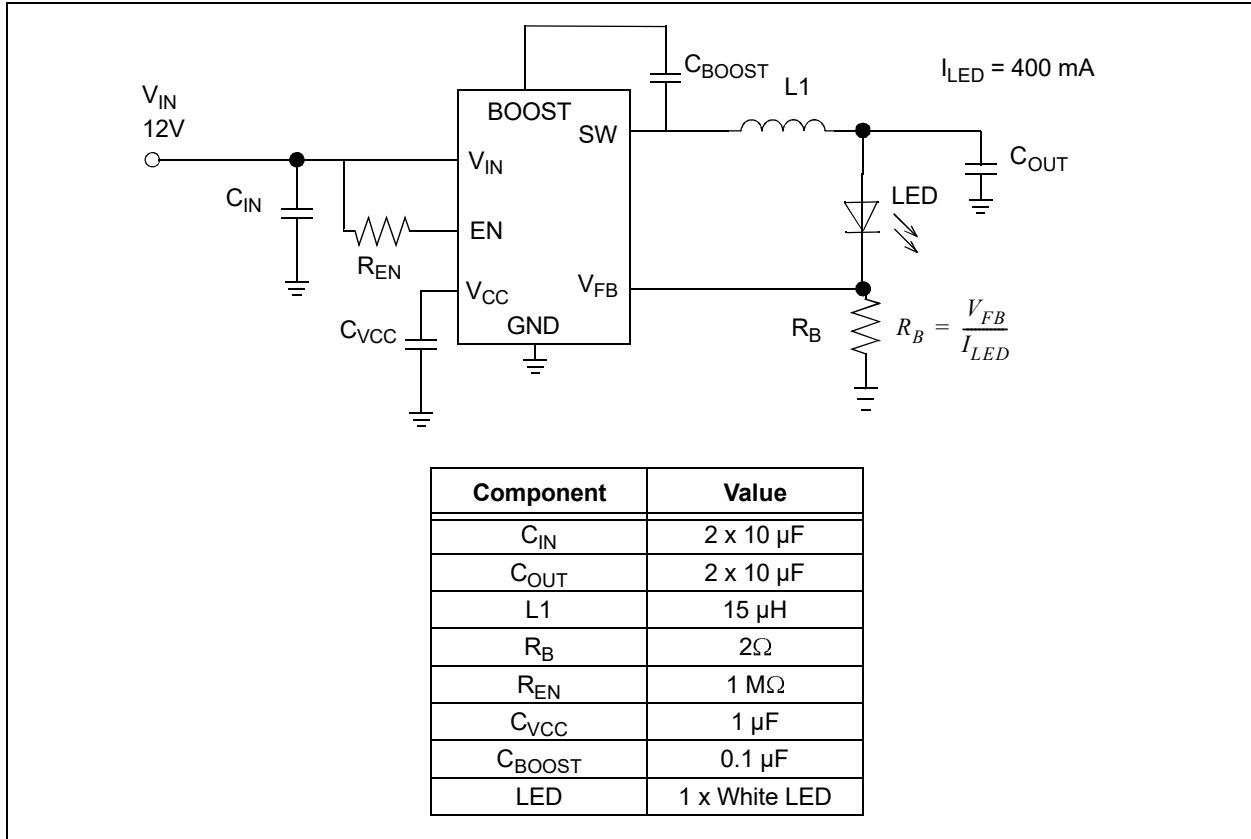 V_IN
12V
C_IN
R_EN
C_VCC
BOOST
SW
V_IN
EN
V_CC
V_FB
GND
C_BOOST
L1
I_LED = 400 mA
C_OUT
LED
R_B
R_B = V_FB / I_LED
Component Value
C_IN 2 x 10 µF
C_OUT 2 x 10 µF
L1 15 µH
R_B 2Ω
R_EN 1 MΩ
C_VCC 1 µF
C_BOOST 0.1 µF
LED 1 x White LED